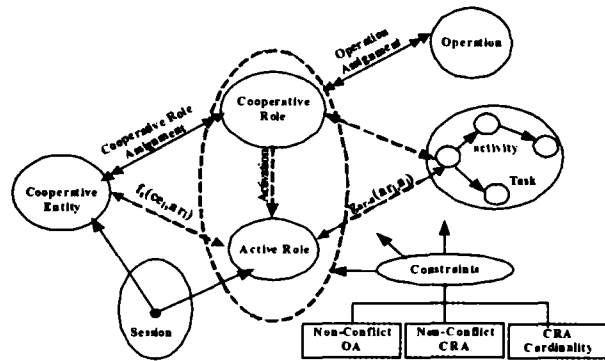 Operation
Operation
Assignment
Cooperative
Role
Cooperative Role
Assignment
activity
Task
Activation
Cooperative
Entity
Active Role
Constraints
Session
Non-Conflict
OA
Non-Conflict
CRA
CRA
Cardinality